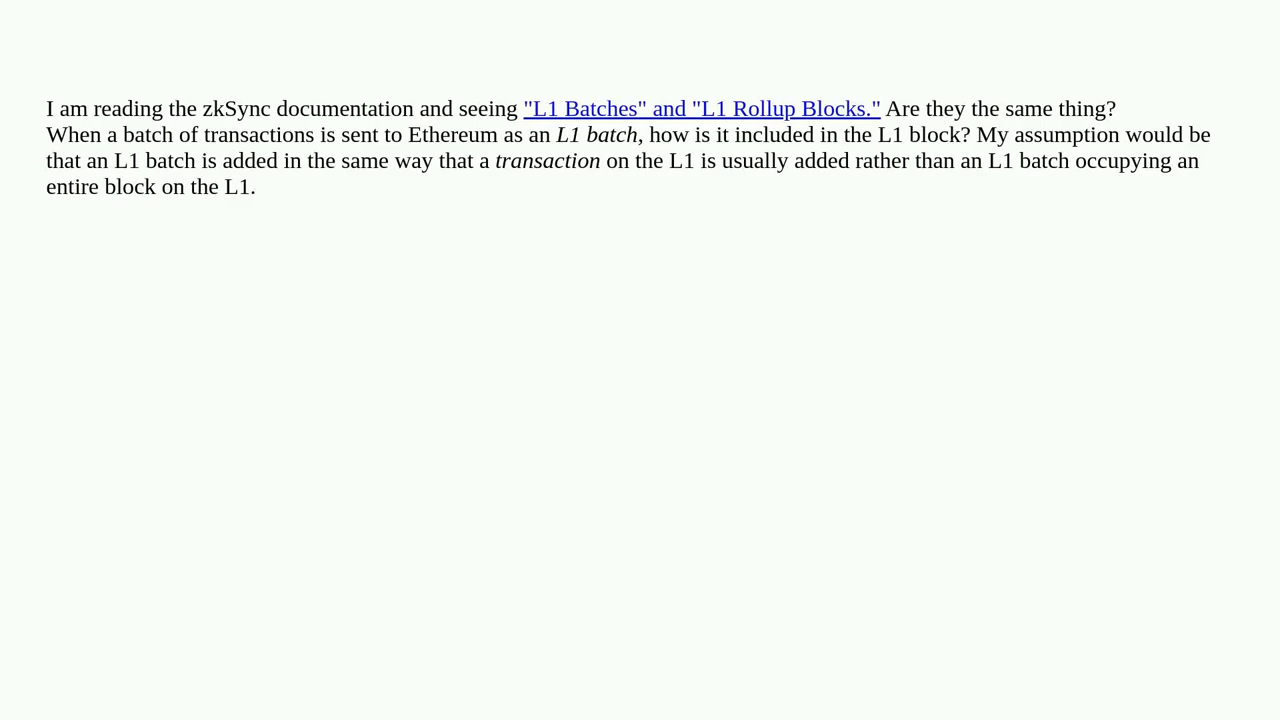 I am reading the zkSync documentation and seeing "L1 Batches" and "L1 Rollup Blocks." Are they the same thing?
When a batch of transactions is sent to Ethereum as an L1 batch, how is it included in the L1 block? My assumption would be
that an L1 batch is added in the same way that a transaction on the L1 is usually added rather than an L1 batch occupying an
entire block on the L1.